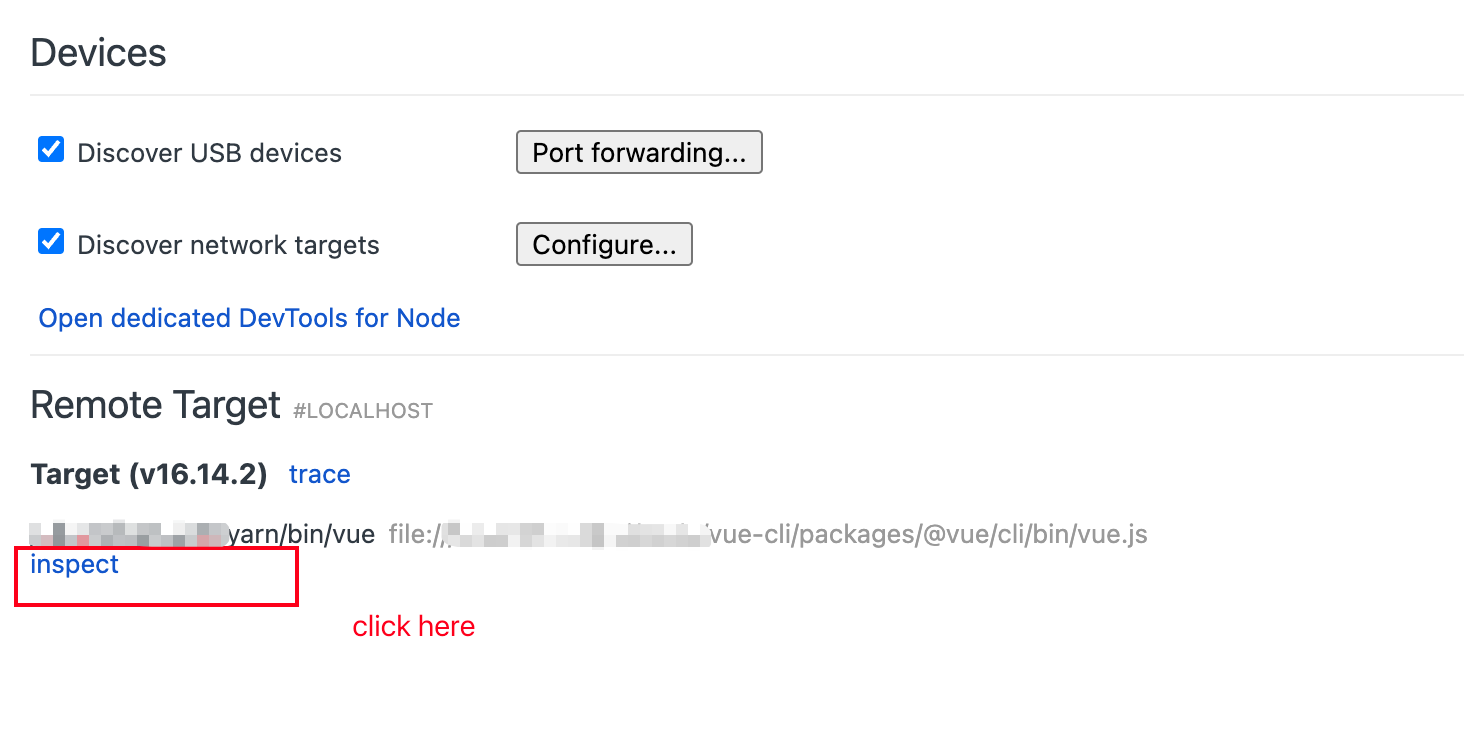 Devices
Discover USB devices Port forwarding...
Discover network targets Configure...
Open dedicated DevTools for Node
Remote Target #LOCALHOST
Target (v16.14.2) trace
yarn/bin/vue file:// /vue-cli/packages/@vue/cli/bin/vue.js
inspect
click here